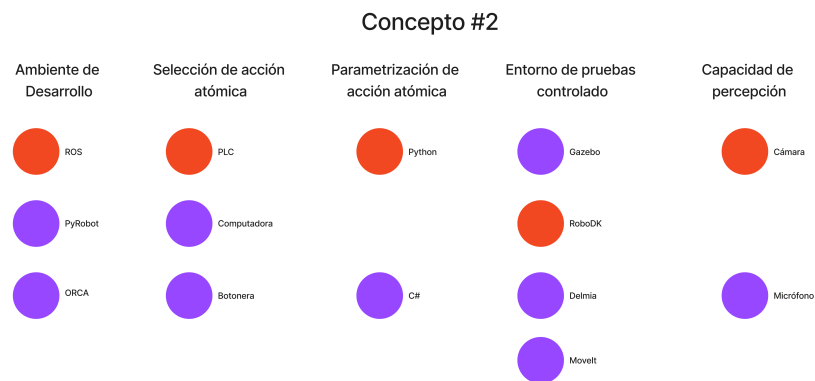 Concepto #2
Ambiente de
Desarrollo
Selección de acción
atómica
Parametrización de
acción atómica
Entorno de pruebas
controlado
Capacidad de
percepción
ROS
PLC
Python
Gazebo
Cámara
PyRobot
Computadora
RoboDK
ORCA
Botonera
C#
Delmia
Micrófono
MoveIt